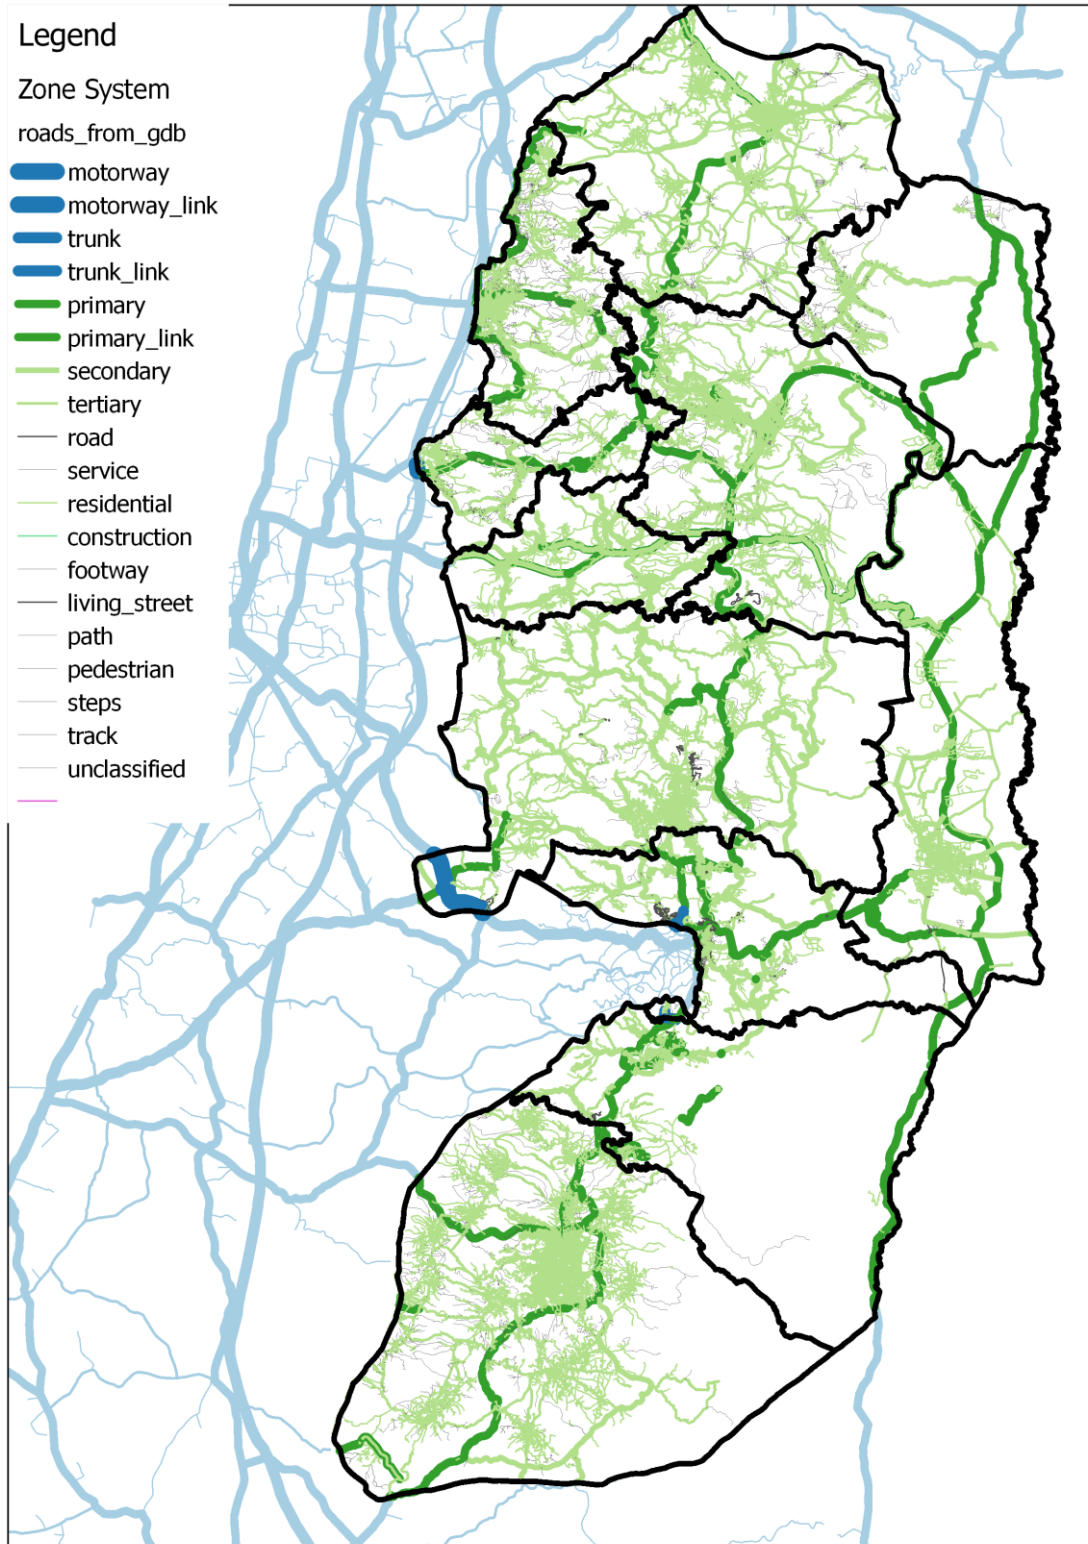 Legend
Zone System
roads_from_gdb
motorway
motorway_link
trunk
trunk_link
primary
primary_link
secondary
tertiary
road
service
residential
construction
footway
living_street
path
pedestrian
steps
track
unclassified